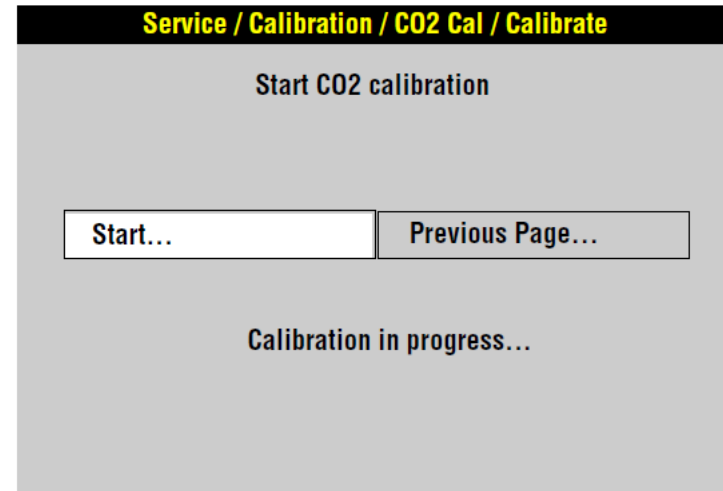 Service / Calibration / CO2 Cal / Calibrate
Start CO2 calibration
Start...
Previous Page...
Calibration in progress...